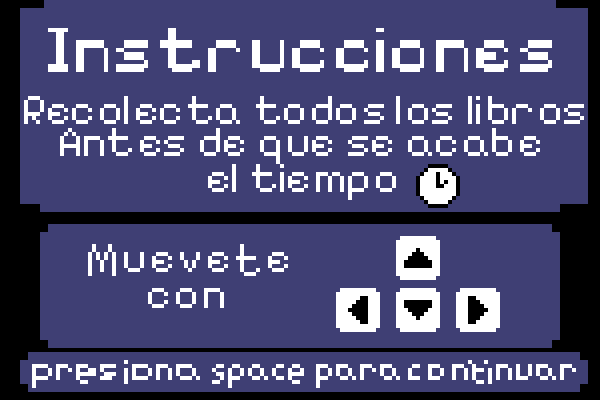 Instrucciones
Recolecta todos los libros
Antes de que se acabe
el tiempo
Muevete
con
presiona space para continuar